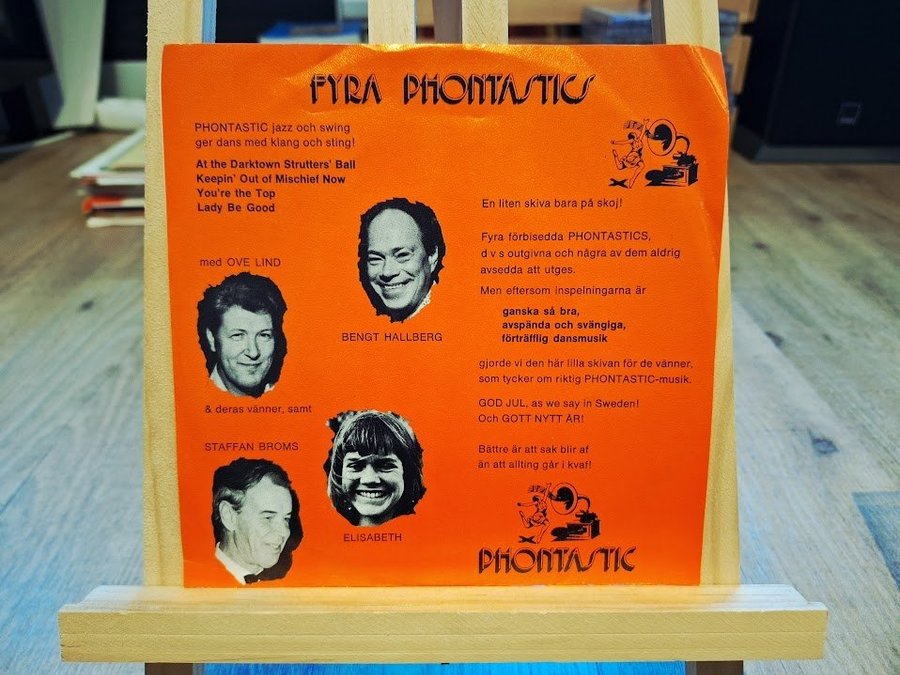 FYRA PHONTASTICS
PHONTASTIC jazz och swing
ger dans med klang och sting!
At the Darktown Strutters' Ball
Keepin' Out of Mischief Now
You're the Top
Lady Be Good
med OVE LIND
BENGT HALLBERG
& deras vänner, samt
STAFFAN BROMS
ELISABETH
En liten skiva bara på skoj!
Fyra förbisedda PHONTASTICS,
d v s outgivna och några av dem aldrig
avsedda att utges.
Men eftersom inspelningarna är
ganska så bra,
avspända och svängiga,
förträfflig dansmusik
gjorde vi den här lilla skivan för de vänner,
som tycker om riktig PHONTASTIC-musik.
GOD JUL, as we say in Sweden!
Och GOTT NYTT ÅR!
Bättre är att sak blir af
än att allting går i kvaf!
PHONTASTIC